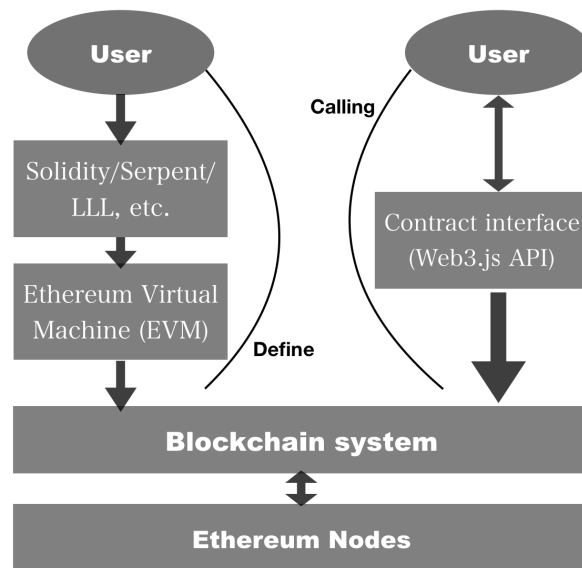 User
Solidity/Serpent/
LLL, etc.
Ethereum Virtual
Machine (EVM)
Define
User
Calling
Contract interface
(Web3.js API)
Blockchain system
Ethereum Nodes